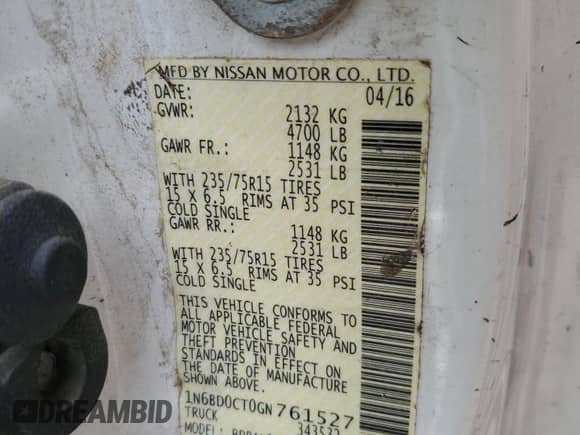 MFD BY NISSAN MOTOR CO., LTD.
DATE: 04/16
GVWR: 2132 KG
4700 LB
GAWR FR.: 1148 KG
2531 LB
WITH 235/75R15 TIRES
15 X 6.5 RIMS AT 35 PSI
COLD SINGLE
GAWR RR.: 1148 KG
2531 LB
WITH 235/75R15 TIRES
15 X 6.5 RIMS AT 35 PSI
COLD SINGLE
THIS VEHICLE CONFORMS TO
ALL APPLICABLE FEDERAL
MOTOR VEHICLE SAFETY AND
THEFT PREVENTION
STANDARDS IN EFFECT ON
THE DATE OF MANUFACTURE
SHOWN ABOVE.
1N6BD0CT0GN761527
TRUCK
MODEL:
DREAMBID